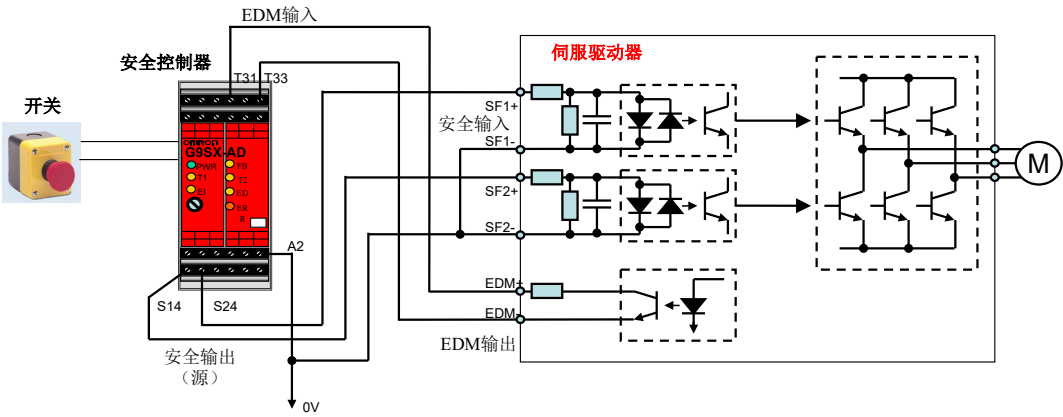 EDM输入
安全控制器
T31
T33
开关
omron
G9SX-AD
PWR
FB
T1
T2
EI
ED
ER
R
A2
S14
S24
安全输出
（源）
0V
伺服驱动器
SF1+
安全输入
SF1-
SF2+
SF2-
EDM+
EDM-
EDM输出
M